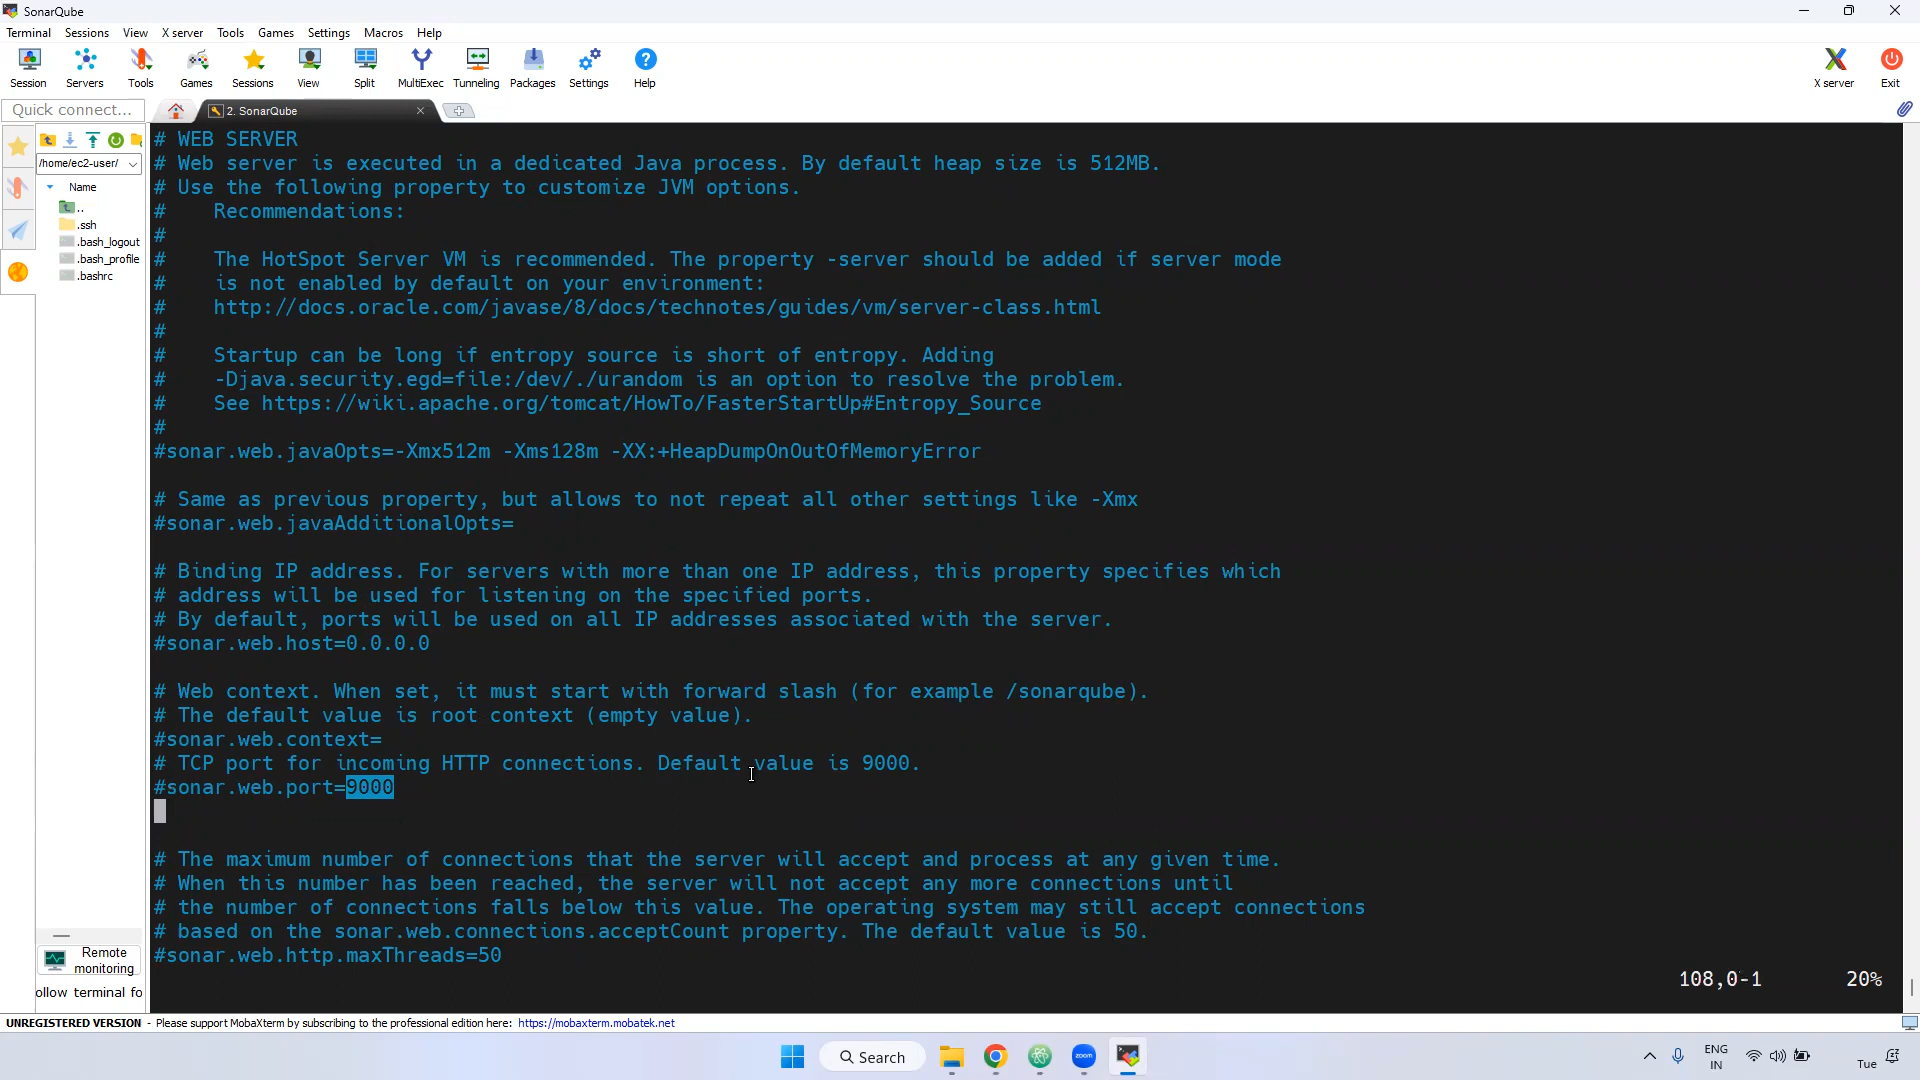 SonarQube
Terminal Sessions View X server Tools Games Settings Macros Help
Session Servers Tools Games Sessions View Split MultiExec Tunneling Packages Settings Help X server Exit
Quick connect...
2. SonarQube
/home/ec2-user/
Name
..
.ssh
.bash_logout
.bash_profile
.bashrc
# WEB SERVER
# Web server is executed in a dedicated Java process. By default heap size is 512MB.
# Use the following property to customize JVM options.
#    Recommendations:
#
#    The HotSpot Server VM is recommended. The property -server should be added if server mode
#    is not enabled by default on your environment:
#    http://docs.oracle.com/javase/8/docs/technotes/guides/vm/server-class.html
#
#    Startup can be long if entropy source is short of entropy. Adding
#    -Djava.security.egd=file:/dev/./urandom is an option to resolve the problem.
#    See https://wiki.apache.org/tomcat/HowTo/FasterStartUp#Entropy_Source
#
#sonar.web.javaOpts=-Xmx512m -Xms128m -XX:+HeapDumpOnOutOfMemoryError
# Same as previous property, but allows to not repeat all other settings like -Xmx
#sonar.web.javaAdditionalOpts=
# Binding IP address. For servers with more than one IP address, this property specifies which
# address will be used for listening on the specified ports.
# By default, ports will be used on all IP addresses associated with the server.
#sonar.web.host=0.0.0.0
# Web context. When set, it must start with forward slash (for example /sonarqube).
# The default value is root context (empty value).
#sonar.web.context=
# TCP port for incoming HTTP connections. Default value is 9000.
#sonar.web.port=9000
# The maximum number of connections that the server will accept and process at any given time.
# When this number has been reached, the server will not accept any more connections until
# the number of connections falls below this value. The operating system may still accept connections
# based on the sonar.web.connections.acceptCount property. The default value is 50.
#sonar.web.http.maxThreads=50
108,0-1 20%
Remote
monitoring
ollow terminal fo
UNREGISTERED VERSION - Please support MobaXterm by subscribing to the professional edition here: https://mobaxterm.mobatek.net
Search
zoom
ENG
IN
Tue